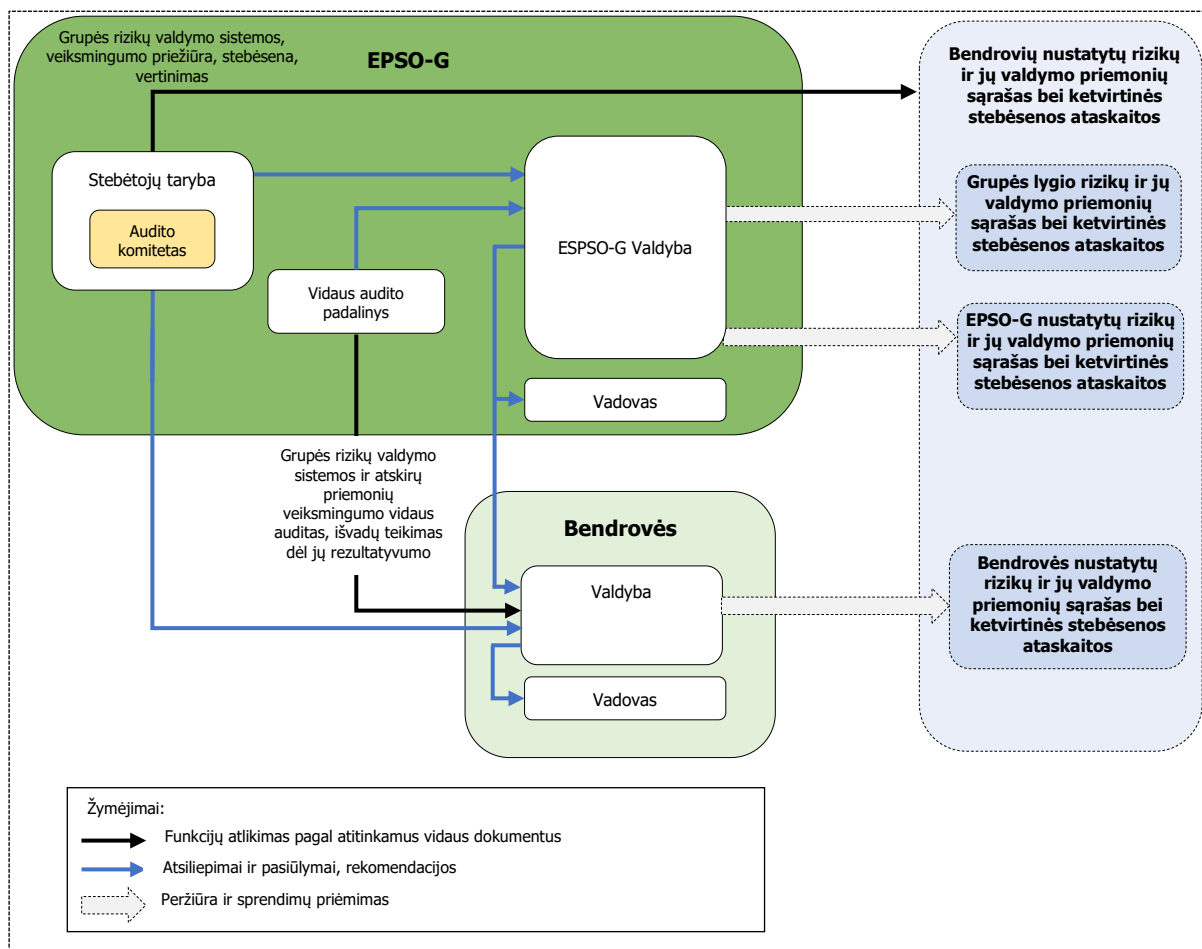 Grupės rizikų valdymo sistemos,
veiksmingumo priežiūra, stebėsena,
vertinimas
EPSO-G
Stebėtojų taryba
Audito
komitetas
Vidaus audito
padalinys
ESPSO-G Valdyba
Vadovas
Grupės rizikų valdymo
sistemos ir atskirų
priemonių
veiksmingumo vidaus
auditas, išvadų teikimas
dėl jų rezultatyvumo
Bendrovės
Valdyba
Vadovas
Bendrovių nustatytų rizikų
ir jų valdymo priemonių
sąrašas bei ketvirtinės
stebėsenos ataskaitos
Grupės lygio rizikų ir jų
valdymo priemonių
sąrašas bei ketvirtinės
stebėsenos ataskaitos
EPSO-G nustatytų rizikų
ir jų valdymo priemonių
sąrašas bei ketvirtinės
stebėsenos ataskaitos
Bendrovės nustatytų
rizikų ir jų valdymo
priemonių sąrašas bei
ketvirtinės stebėsenos
ataskaitos
Žymėjimai:
Funkcijų atlikimas pagal atitinkamus vidaus dokumentus
Atsiliepimai ir pasiūlymai, rekomendacijos
Peržiūra ir sprendimų priėmimas